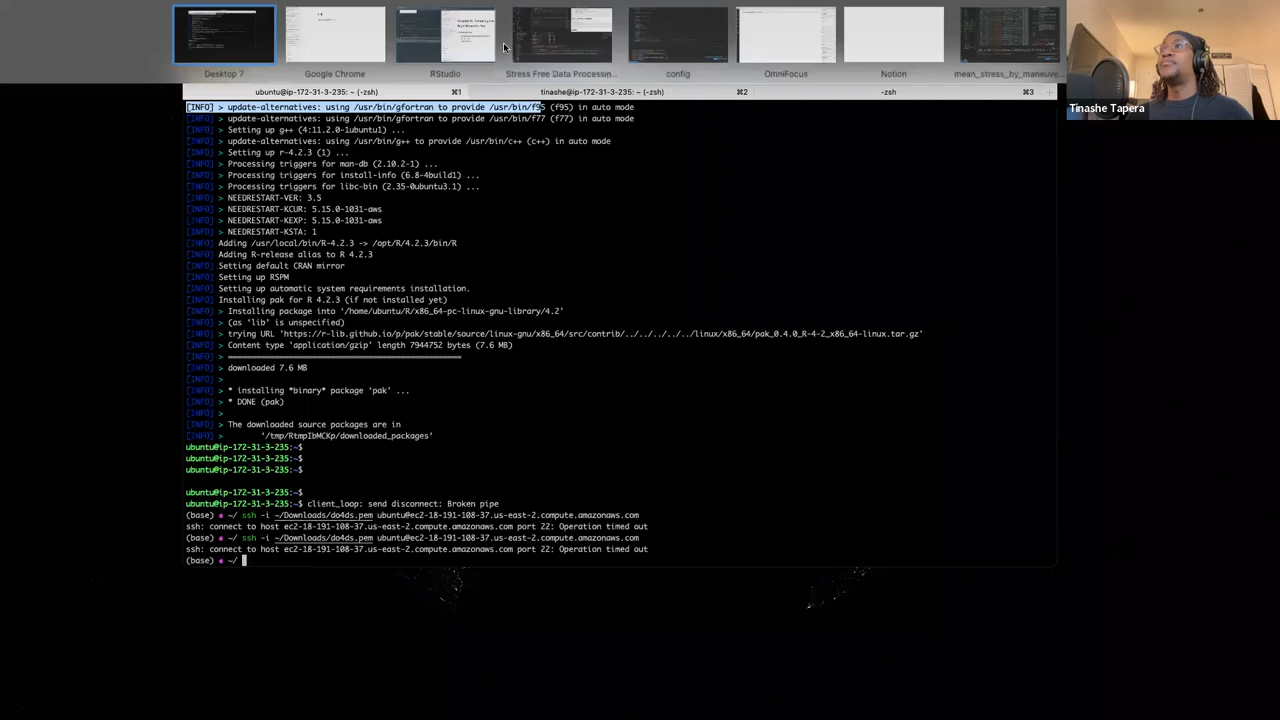 Desktop 7
Google Chrome
RStudio
Stress Free Data Processin...
config
OmniFocus
Notion
mean_stress_by_maneuve...
Tinashe Tapera
ubuntu@ip-172-31-3-235: ~ (-zsh) ⌘1
tinashe@ip-172-31-3-235: ~ (-zsh) ⌘2
-zsh ⌘3
[INFO] > update-alternatives: using /usr/bin/gfortran to provide /usr/bin/f95 (f95) in auto mode
[INFO] > update-alternatives: using /usr/bin/gfortran to provide /usr/bin/f77 (f77) in auto mode
[INFO] > Setting up g++ (4:11.2.0-1ubuntu1) ...
[INFO] > update-alternatives: using /usr/bin/g++ to provide /usr/bin/c++ (c++) in auto mode
[INFO] > Setting up r-4.2.3 (1) ...
[INFO] > Processing triggers for man-db (2.10.2-1) ...
[INFO] > Processing triggers for install-info (6.8-4build1) ...
[INFO] > Processing triggers for libc-bin (2.35-0ubuntu3.1) ...
[INFO] > NEEDRESTART-VER: 3.5
[INFO] > NEEDRESTART-KCUR: 5.15.0-1031-aws
[INFO] > NEEDRESTART-KEXP: 5.15.0-1031-aws
[INFO] > NEEDRESTART-KSTA: 1
[INFO] Adding /usr/local/bin/R-4.2.3 -> /opt/R/4.2.3/bin/R
[INFO] Adding R-release alias to R 4.2.3
[INFO] Setting default CRAN mirror
[INFO] Setting up RSPM
[INFO] Setting up automatic system requirements installation.
[INFO] Installing pak for R 4.2.3 (if not installed yet)
[INFO] > Installing package into '/home/ubuntu/R/x86_64-pc-linux-gnu-library/4.2'
[INFO] > (as 'lib' is unspecified)
[INFO] > trying URL 'https://r-lib.github.io/p/pak/stable/source/linux-gnu/x86_64/src/contrib/../../../../../linux/x86_64/pak_0.4.0_R-4-2_x86_64-linux.tar.gz'
[INFO] > Content type 'application/gzip' length 7944752 bytes (7.6 MB)
[INFO] > ==================================================
[INFO] > downloaded 7.6 MB
[INFO] >
[INFO] > * installing *binary* package 'pak' ...
[INFO] > * DONE (pak)
[INFO] >
[INFO] > The downloaded source packages are in
[INFO] > '/tmp/RtmpIbMCKp/downloaded_packages'
ubuntu@ip-172-31-3-235:~$
ubuntu@ip-172-31-3-235:~$
ubuntu@ip-172-31-3-235:~$
ubuntu@ip-172-31-3-235:~$
ubuntu@ip-172-31-3-235:~$ client_loop: send disconnect: Broken pipe
(base) ~/ ssh -i ~/Downloads/do4ds.pem ubuntu@ec2-18-191-108-37.us-east-2.compute.amazonaws.com
ssh: connect to host ec2-18-191-108-37.us-east-2.compute.amazonaws.com port 22: Operation timed out
(base) ~/ ssh -i ~/Downloads/do4ds.pem ubuntu@ec2-18-191-108-37.us-east-2.compute.amazonaws.com
ssh: connect to host ec2-18-191-108-37.us-east-2.compute.amazonaws.com port 22: Operation timed out
(base) ~/